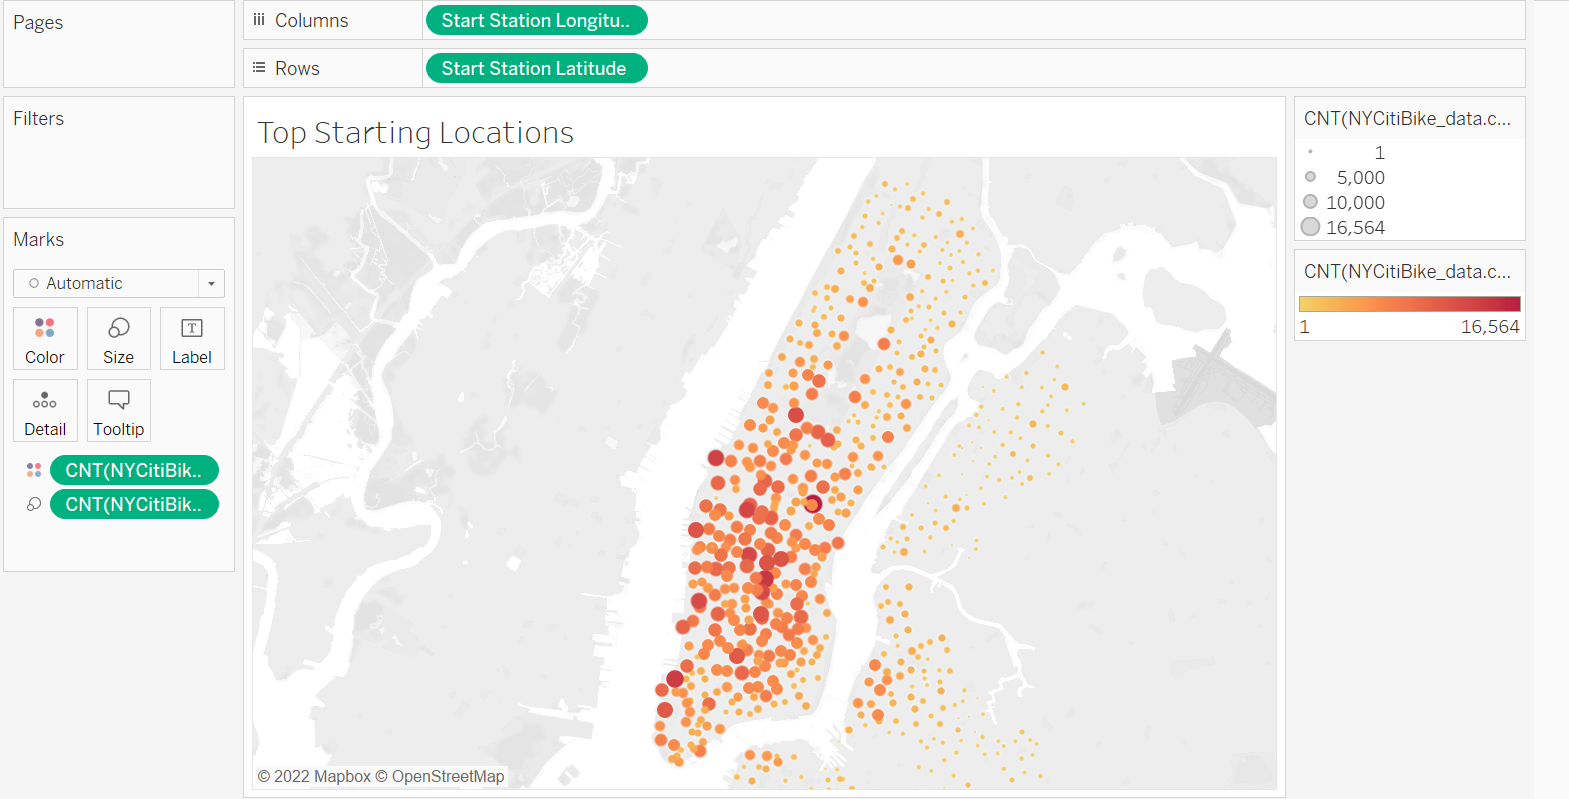 Pages
Columns
Start Station Longitu..
Rows
Start Station Latitude
Filters
Marks
Automatic
Color
Size
Label
Detail
Tooltip
CNT(NYCitiBik..
CNT(NYCitiBik..
Top Starting Locations
© 2022 Mapbox © OpenStreetMap
CNT(NYCitiBike_data.c...
1
5,000
10,000
16,564
CNT(NYCitiBike_data.c...
1
16,564